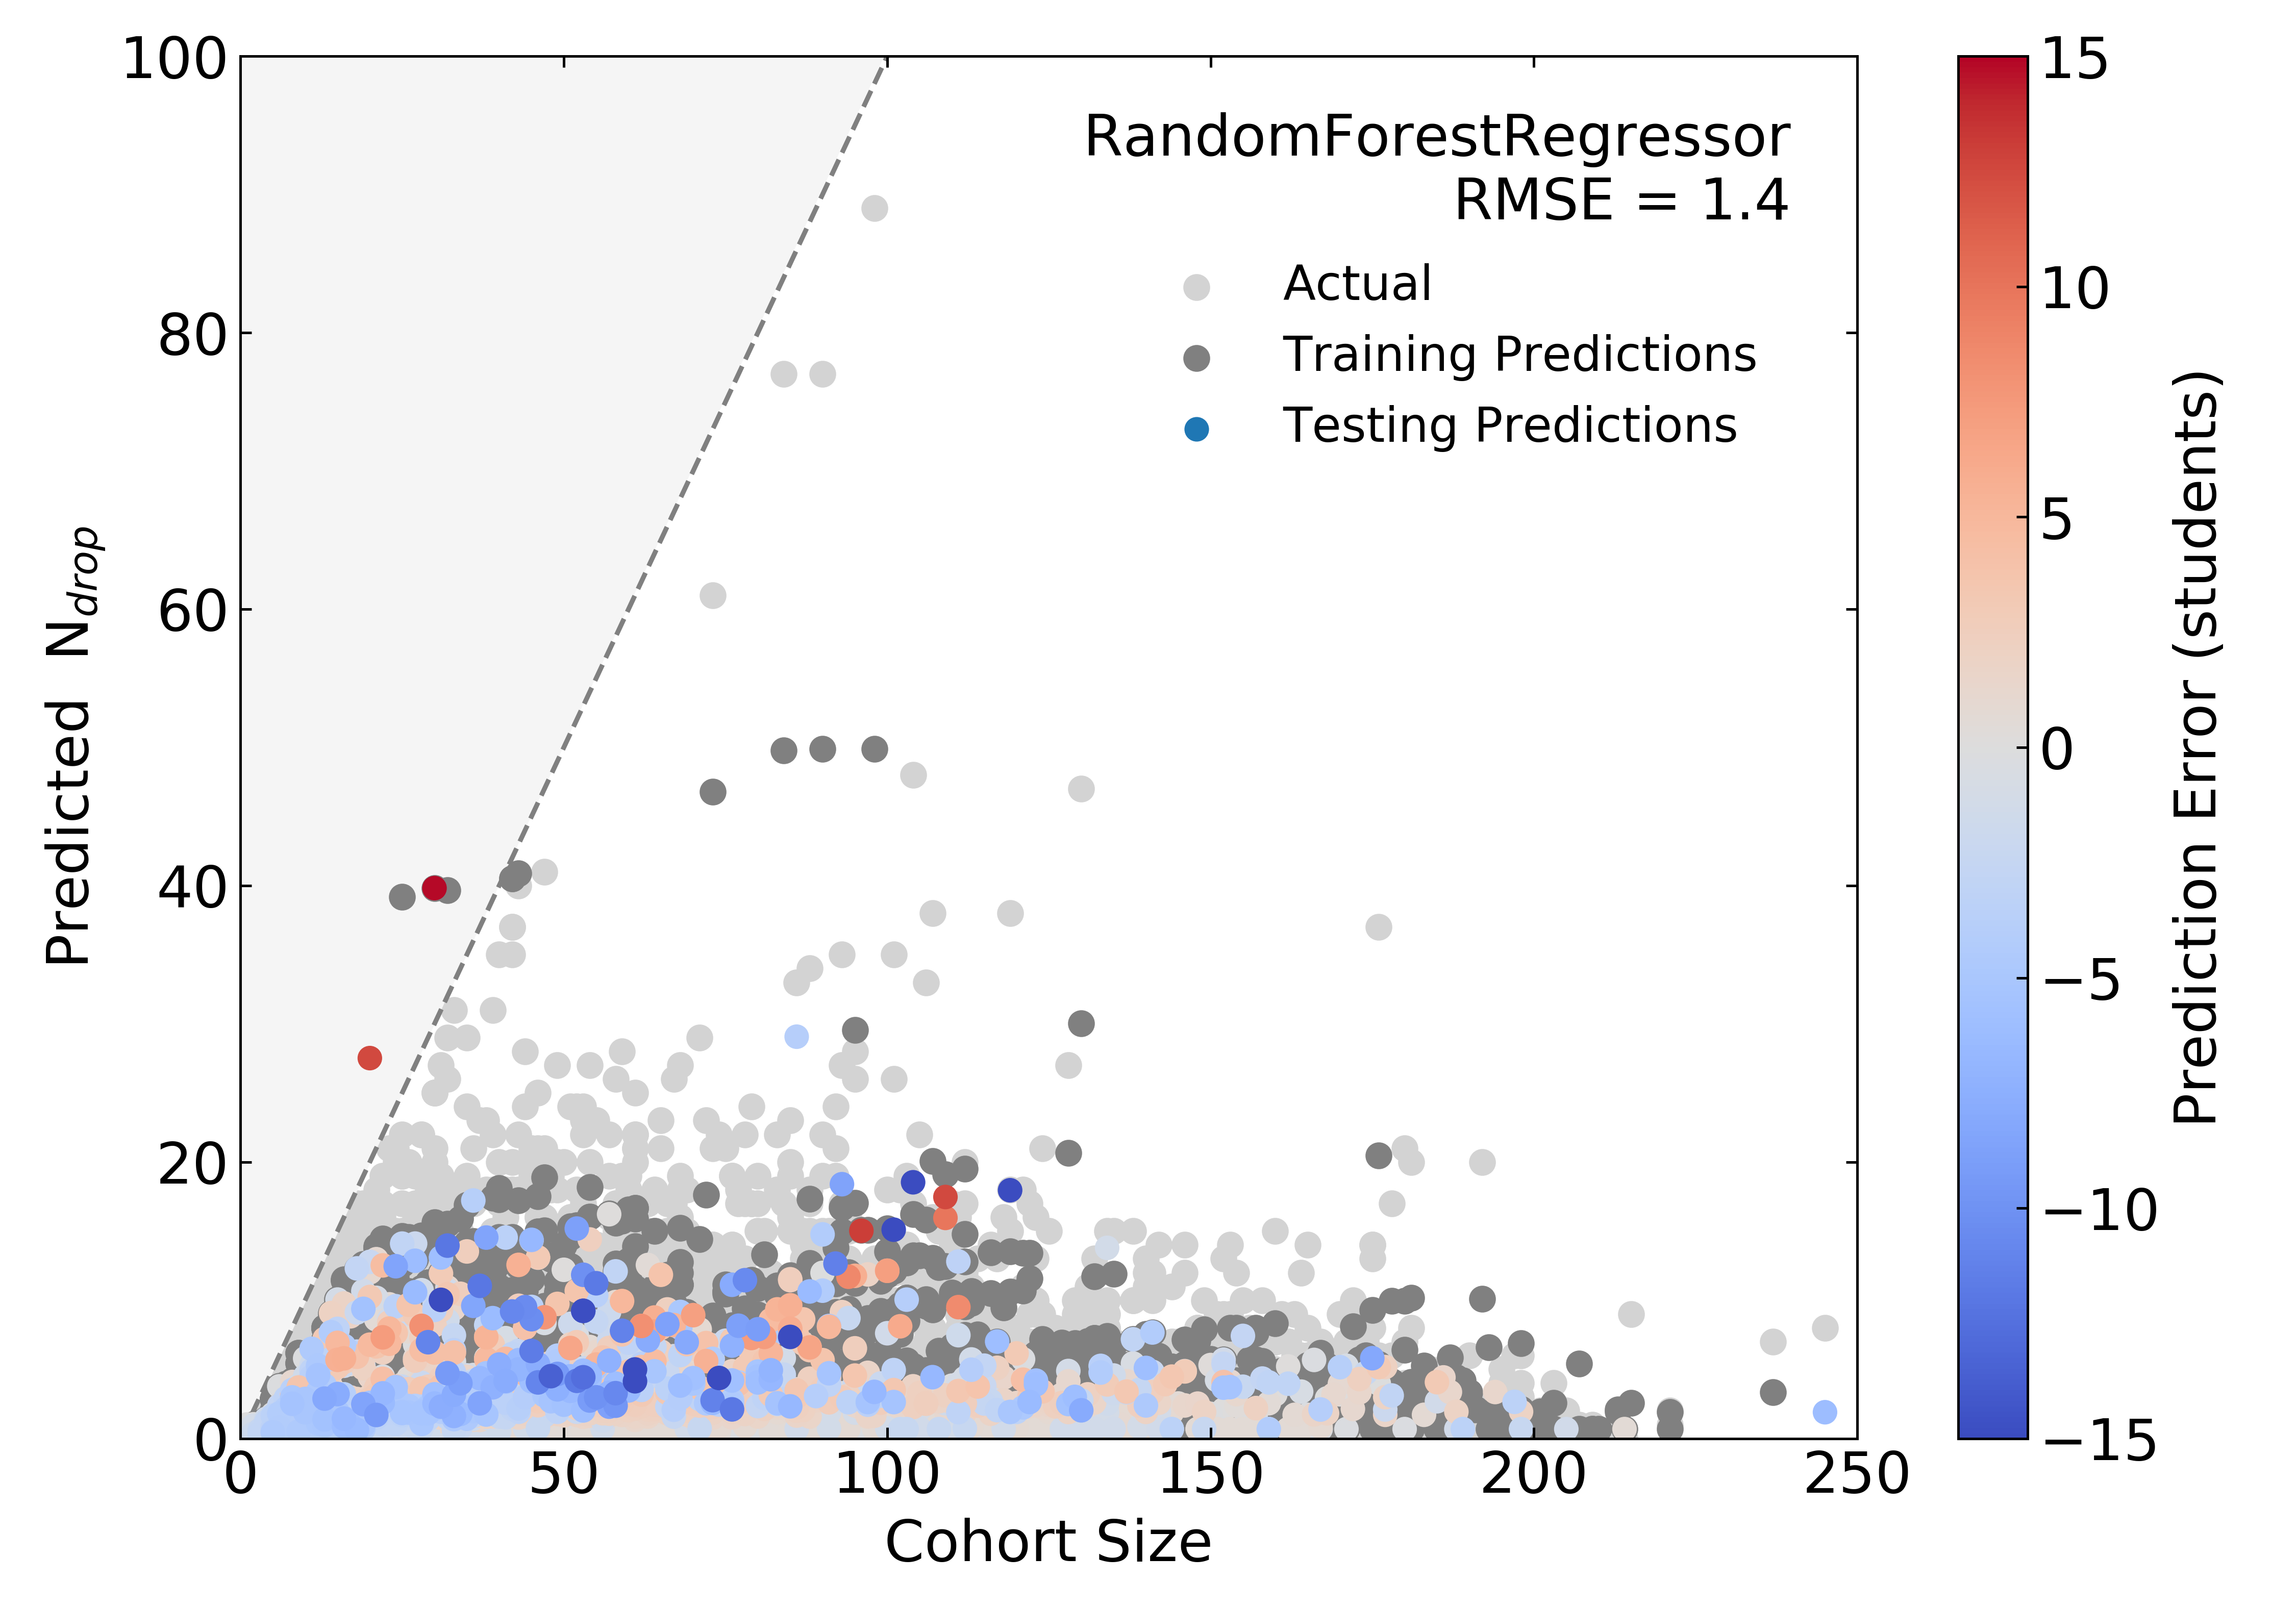 RandomForestRegressor
RMSE = 1.4
Actual
Training Predictions
Testing Predictions
Predicted N_drop
100
80
60
40
20
0
0 50 100 150 200 250
Cohort Size
15
10
5
0
−5
−10
−15
Prediction Error (students)